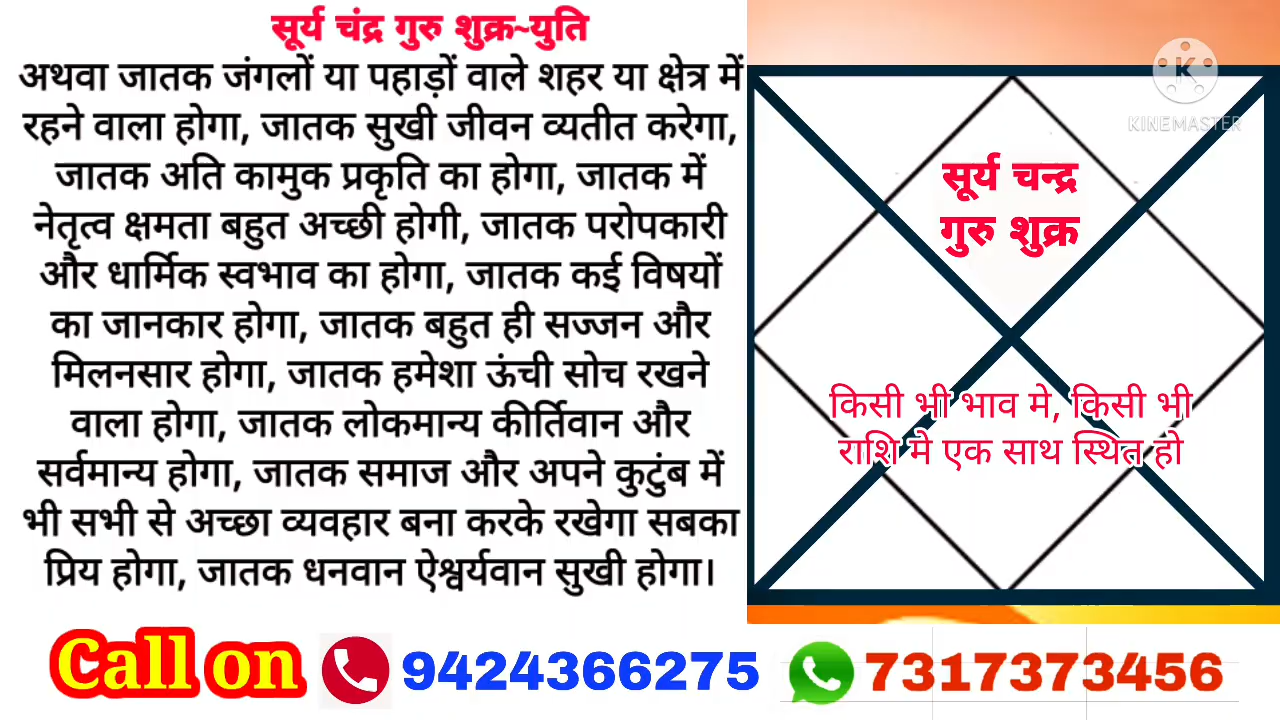 सूर्य चंद्र गुरु शुक्र~युति
अथवा जातक जंगलों या पहाड़ों वाले शहर या क्षेत्र में
रहने वाला होगा, जातक सुखी जीवन व्यतीत करेगा,
जातक अति कामुक प्रकृति का होगा, जातक में
नेतृत्व क्षमता बहुत अच्छी होगी, जातक परोपकारी
और धार्मिक स्वभाव का होगा, जातक कई विषयों
का जानकार होगा, जातक बहुत ही सज्जन और
मिलनसार होगा, जातक हमेशा ऊंची सोच रखने
वाला होगा, जातक लोकमान्य कीर्तिवान और
सर्वमान्य होगा, जातक समाज और अपने कुटुंब में
भी सभी से अच्छा व्यवहार बना करके रखेगा सबका
प्रिय होगा, जातक धनवान ऐश्वर्यवान सुखी होगा।
K
KINEMASTER
सूर्य चन्द्र
गुरु शुक्र
किसी भी भाव मे, किसी भी
राशि मे एक साथ स्थित हो
Call on 9424366275 7317373456